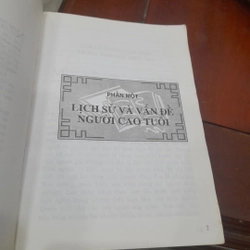 PHẦN MỘT
LỊCH SỬ VÀ VẤN ĐỀ
NGƯỜI CAO TUỔI